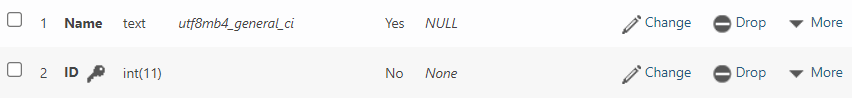 1 Name text utf8mb4_general_ci Yes NULL Change Drop More
2 ID int(11) No None Change Drop More